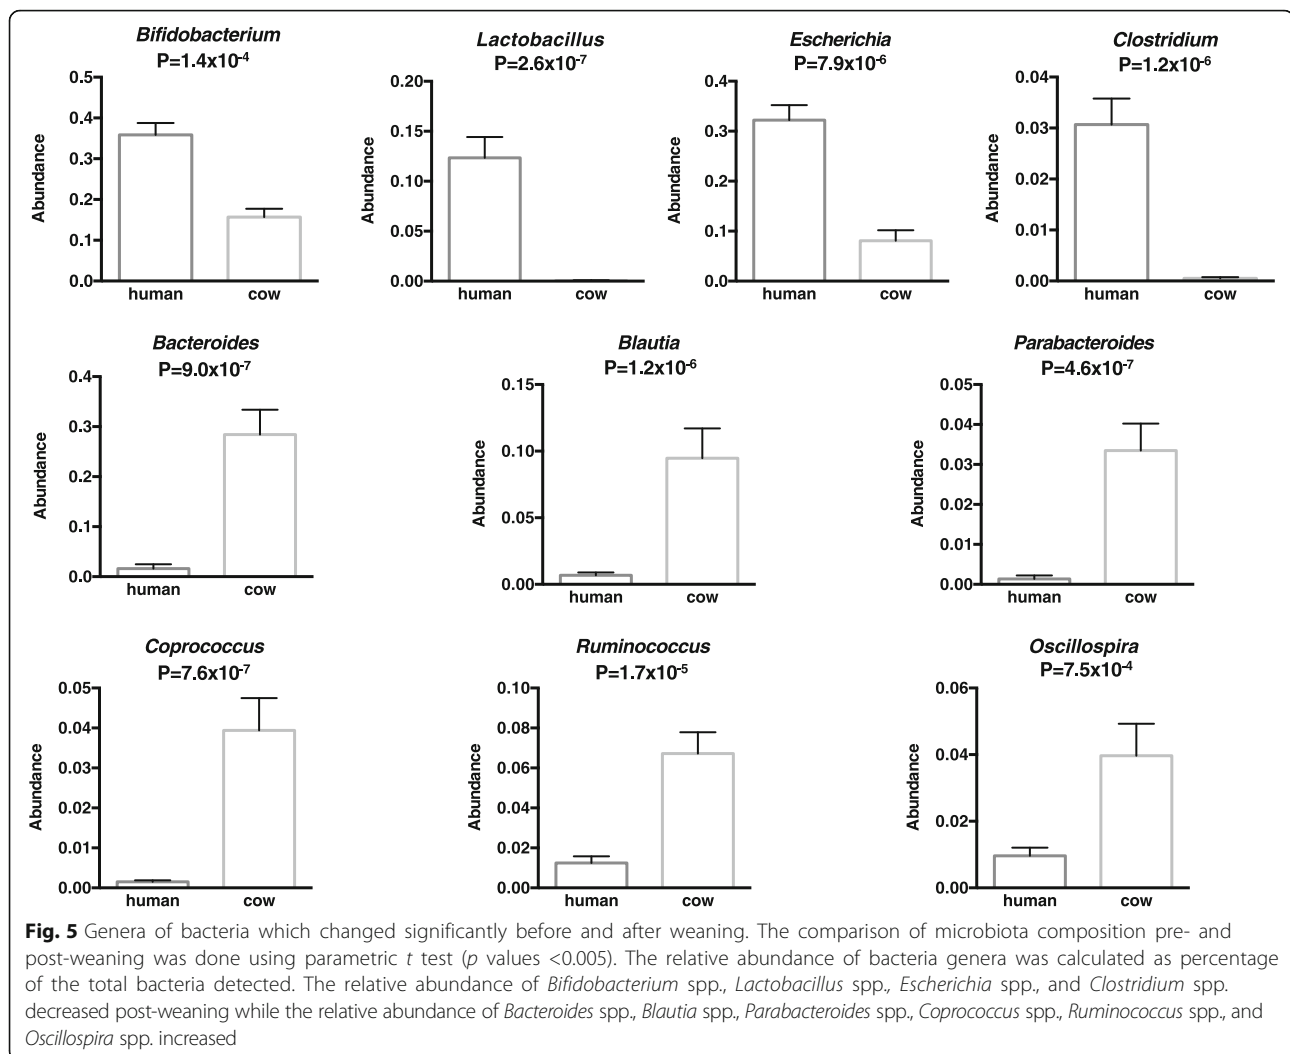 Bifidobacterium
P=1.4x10-4
Abundance
0.5
0.4
0.3
0.2
0.1
0.0
human cow
Lactobacillus
P=2.6x10-7
Abundance
0.20
0.15
0.10
0.05
0.00
human cow
Escherichia
P=7.9x10-6
Abundance
0.4
0.3
0.2
0.1
0.0
human cow
Clostridium
P=1.2x10-6
Abundance
0.04
0.03
0.02
0.01
0.00
human cow
Bacteroides
P=9.0x10-7
Abundance
0.4
0.3
0.2
0.1
0.0
human cow
Blautia
P=1.2x10-6
Abundance
0.15
0.10
0.05
0.00
human cow
Parabacteroides
P=4.6x10-7
Abundance
0.05
0.04
0.03
0.02
0.01
0.00
human cow
Coprococcus
P=7.6x10-7
Abundance
0.05
0.04
0.03
0.02
0.01
0.00
human cow
Ruminococcus
P=1.7x10-5
Abundance
0.10
0.08
0.06
0.04
0.02
0.00
human cow
Oscillospira
P=7.5x10-4
Abundance
0.06
0.04
0.02
0.00
human cow
Fig. 5 Genera of bacteria which changed significantly before and after weaning. The comparison of microbiota composition pre- and
post-weaning was done using parametric t test (p values <0.005). The relative abundance of bacteria genera was calculated as percentage
of the total bacteria detected. The relative abundance of Bifidobacterium spp., Lactobacillus spp., Escherichia spp., and Clostridium spp.
decreased post-weaning while the relative abundance of Bacteroides spp., Blautia spp., Parabacteroides spp., Coprococcus spp., Ruminococcus spp., and
Oscillospira spp. increased